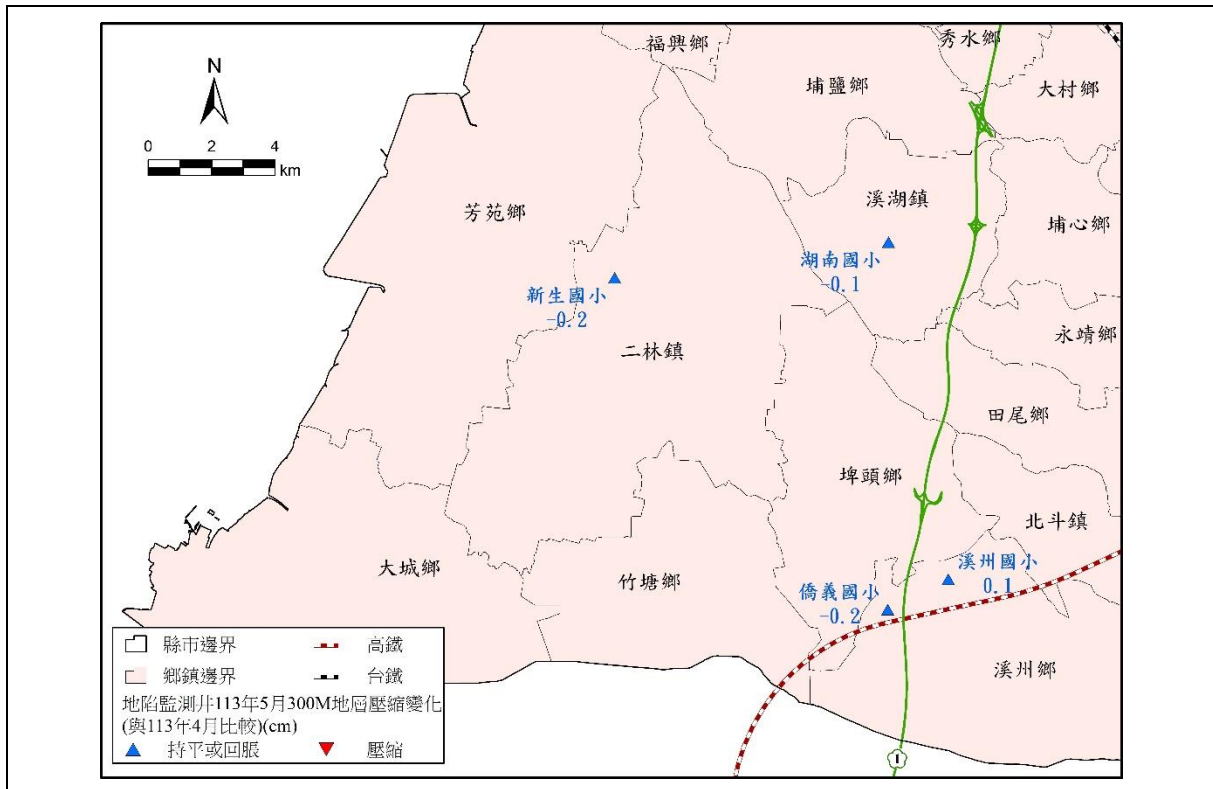 福興鄉
秀水鄉
N
埔鹽鄉
大村鄉
0 2 4
km
芳苑鄉
溪湖鎮
埔心鄉
湖南國小
-0.1
新生國小
-0.2
永靖鄉
二林鎮
田尾鄉
埤頭鄉
北斗鎮
溪州國小
0.1
大城鄉
竹塘鄉
僑義國小
-0.2
溪州鄉
縣市邊界
高鐵
鄉鎮邊界
台鐵
地陷監測井113年5月300M地層壓縮變化
(與113年4月比較)(cm)
持平或回脹
壓縮
1